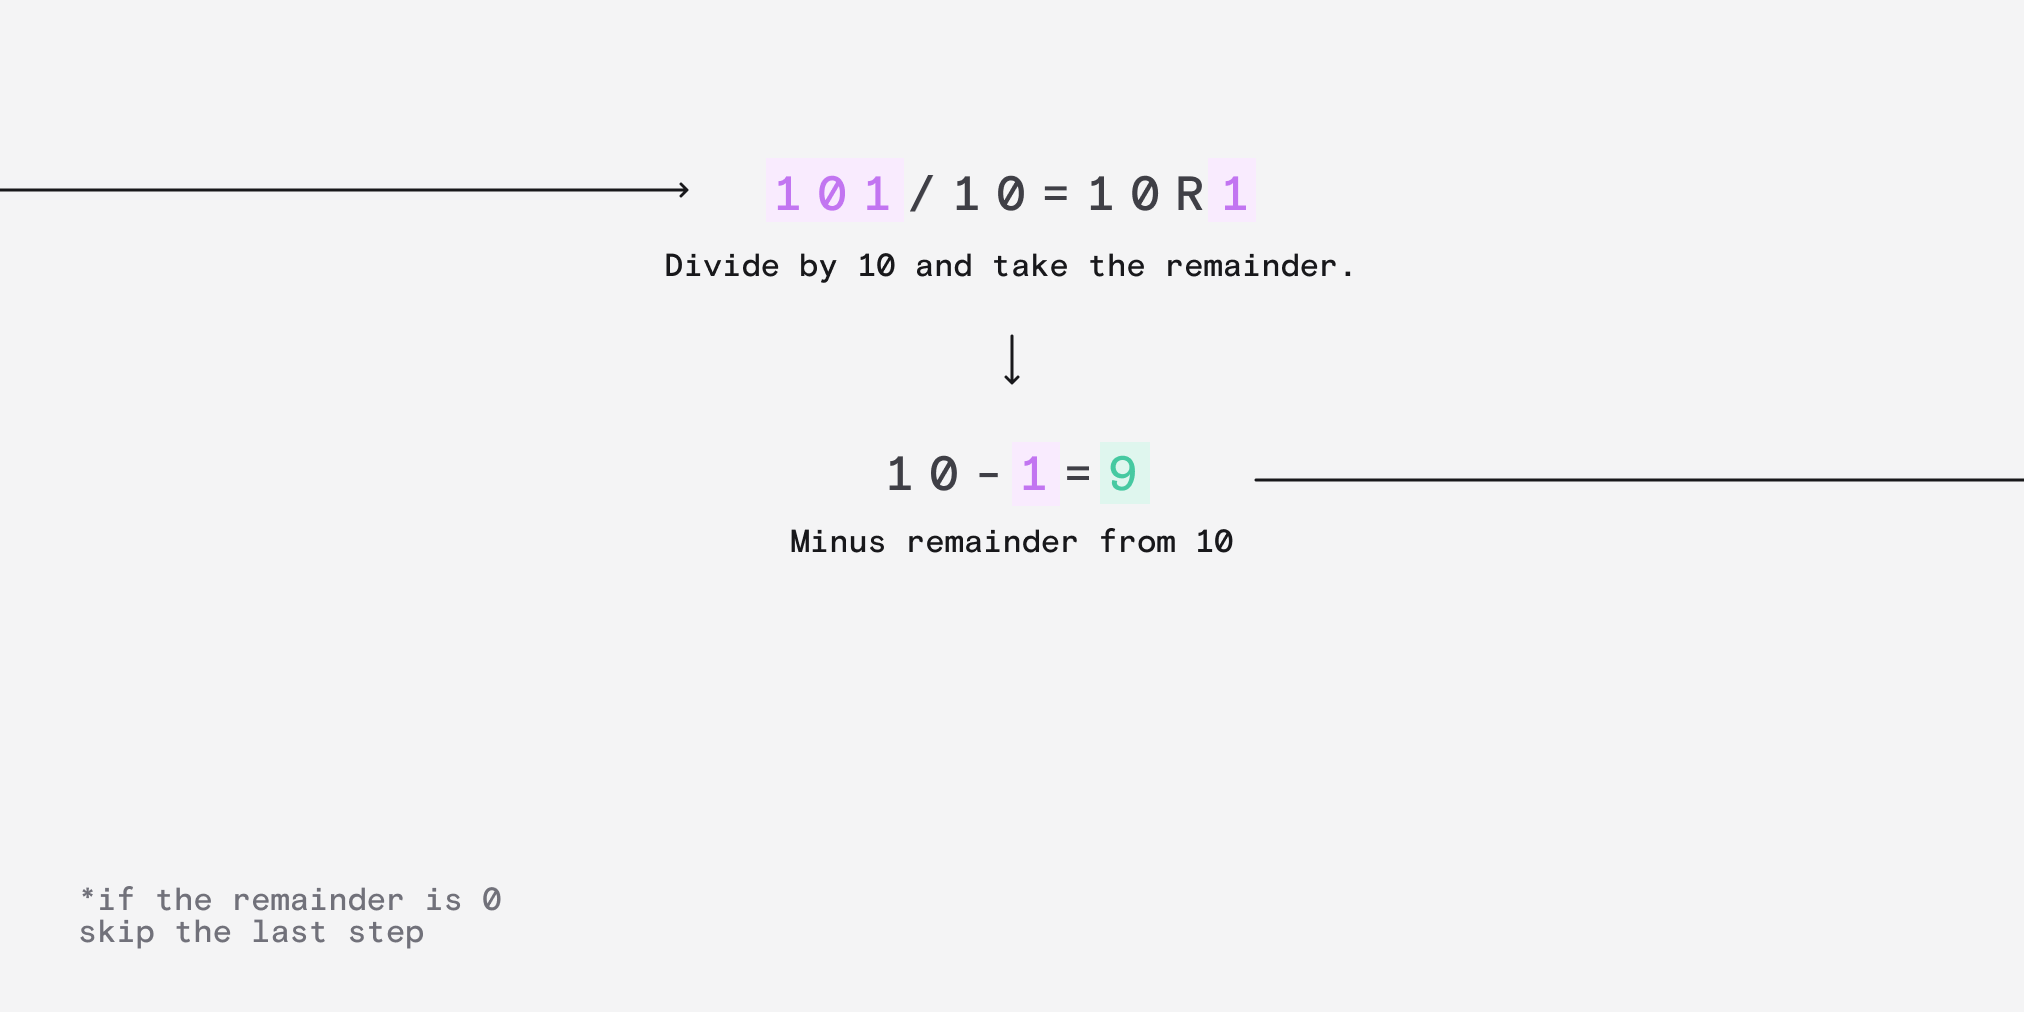 101/10=10R1
Divide by 10 and take the remainder.
10-1=9
Minus remainder from 10
*if the remainder is 0
skip the last step